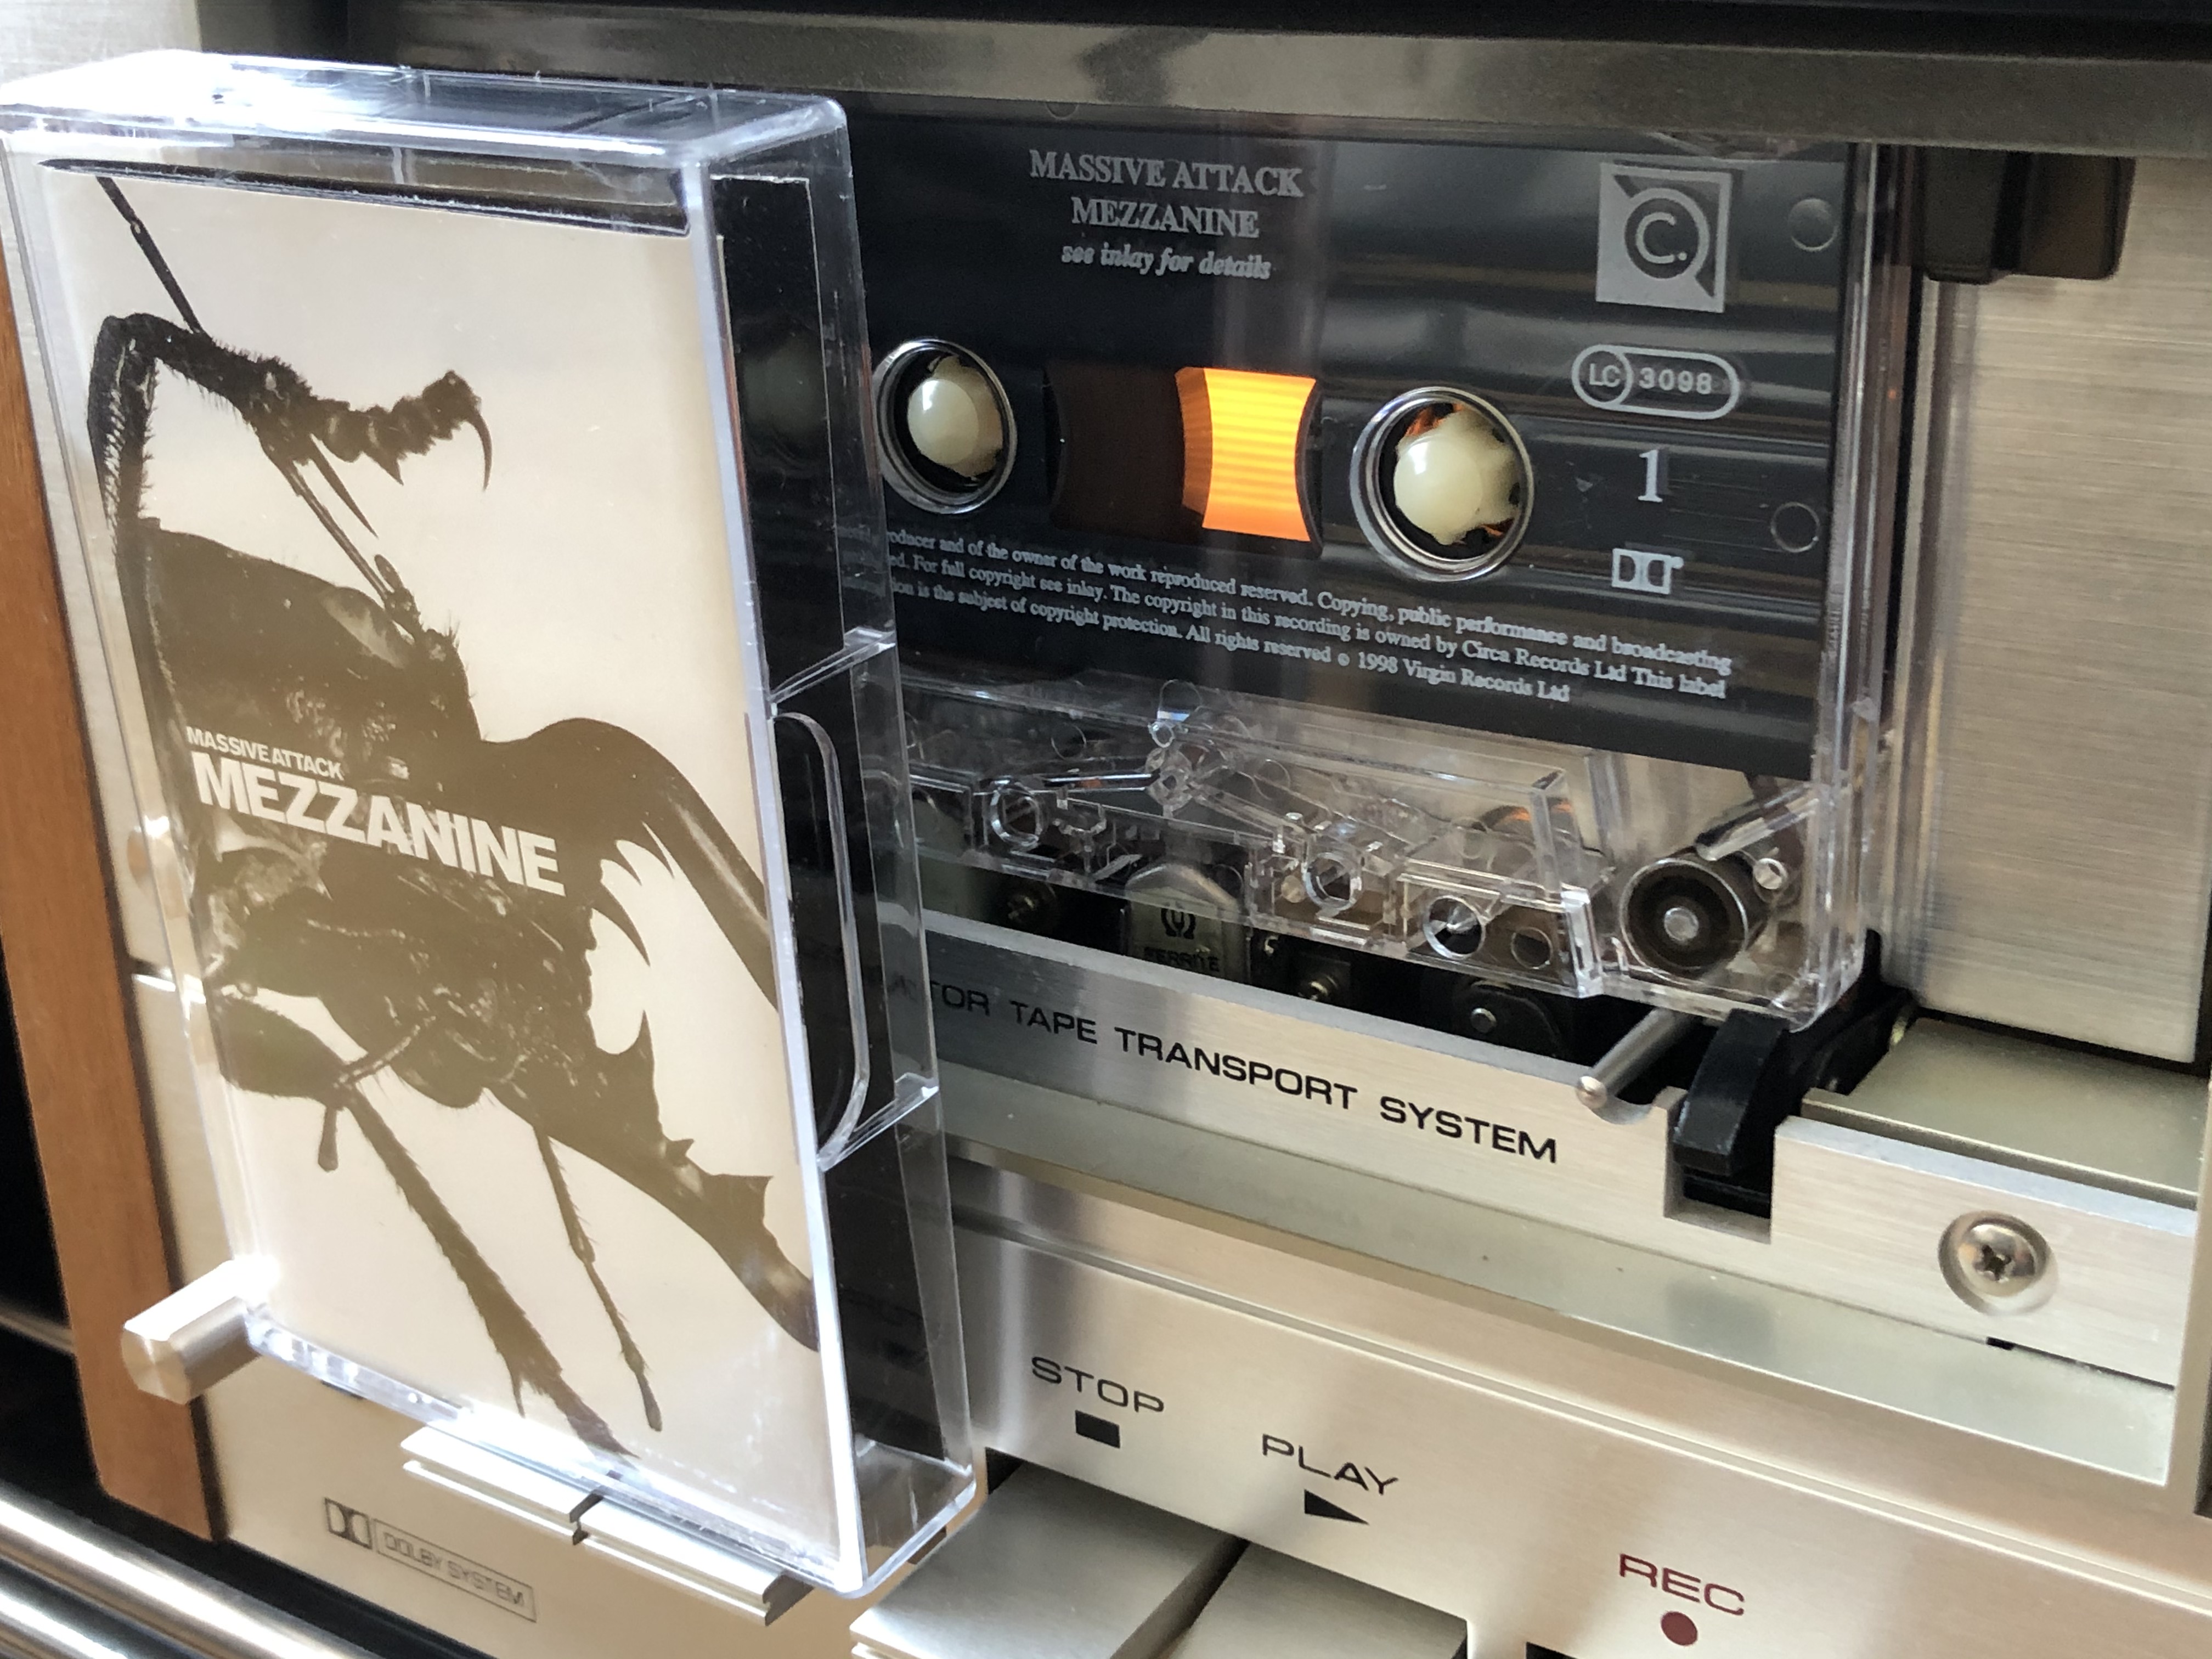 MASSIVE ATTACK
MEZZANINE
MASSIVE ATTACK
MEZZANINE
see inlay for details
C.
LC 3098
1
and of the owner of the work reproduced reserved. Copying, public performance and broadcasting
For full copyright see inlay. The copyright in this recording is owned by Circa Records Ltd This label
is the subject of copyright protection. All rights reserved © 1998 Virgin Records Ltd
FERRITE
TAPE TRANSPORT SYSTEM
STOP
PLAY
REC
DOLBY SYSTEM